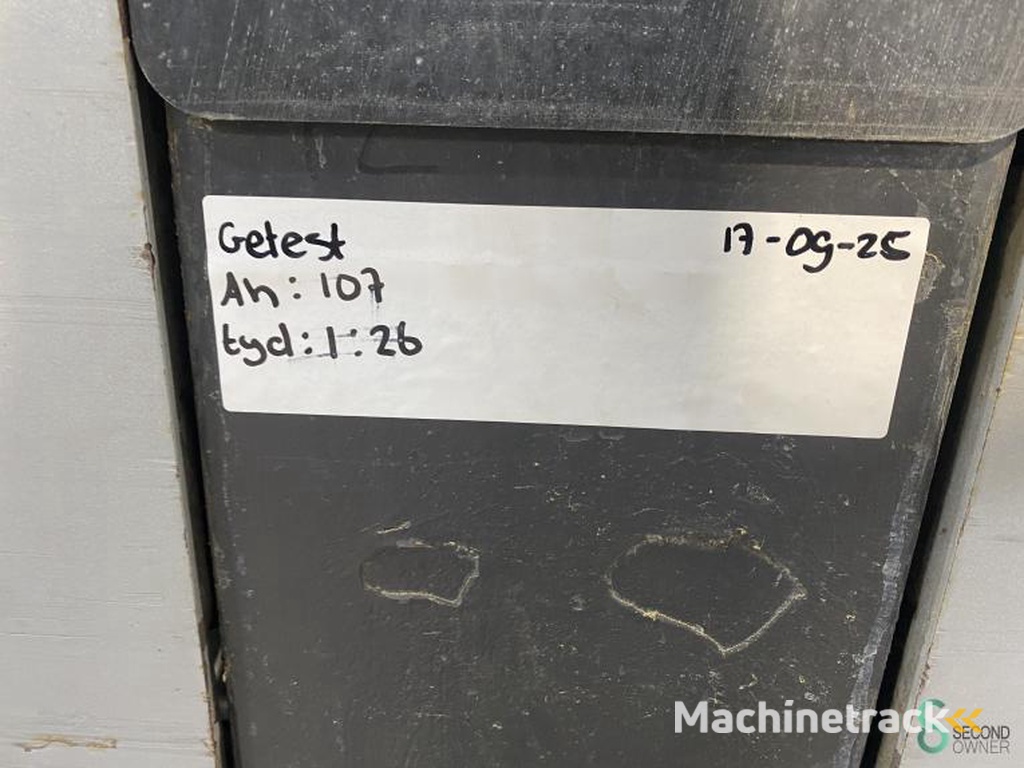 Getest 17-09-25
Ah: 107
tyd: 1:26
Machinetrack
SECOND
OWNER